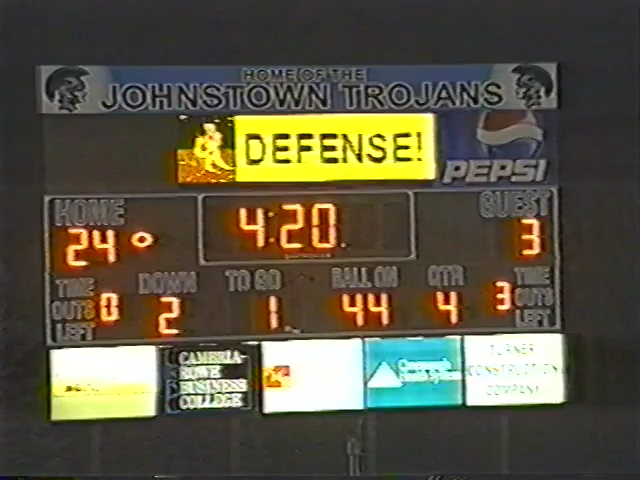 HOME OF THE
JOHNSTOWN TROJANS
DEFENSE!
PEPSI
HOME
GUEST
24
4:20
3
TIME OUTS LEFT
0
DOWN
2
TO GO
1
BALL ON
44
QTR
4
3
TIME OUTS LEFT
CAMBRIA-
ROWE
BUSINESS
COLLEGE
TURNER
CONSTRUCTION
COMPANY